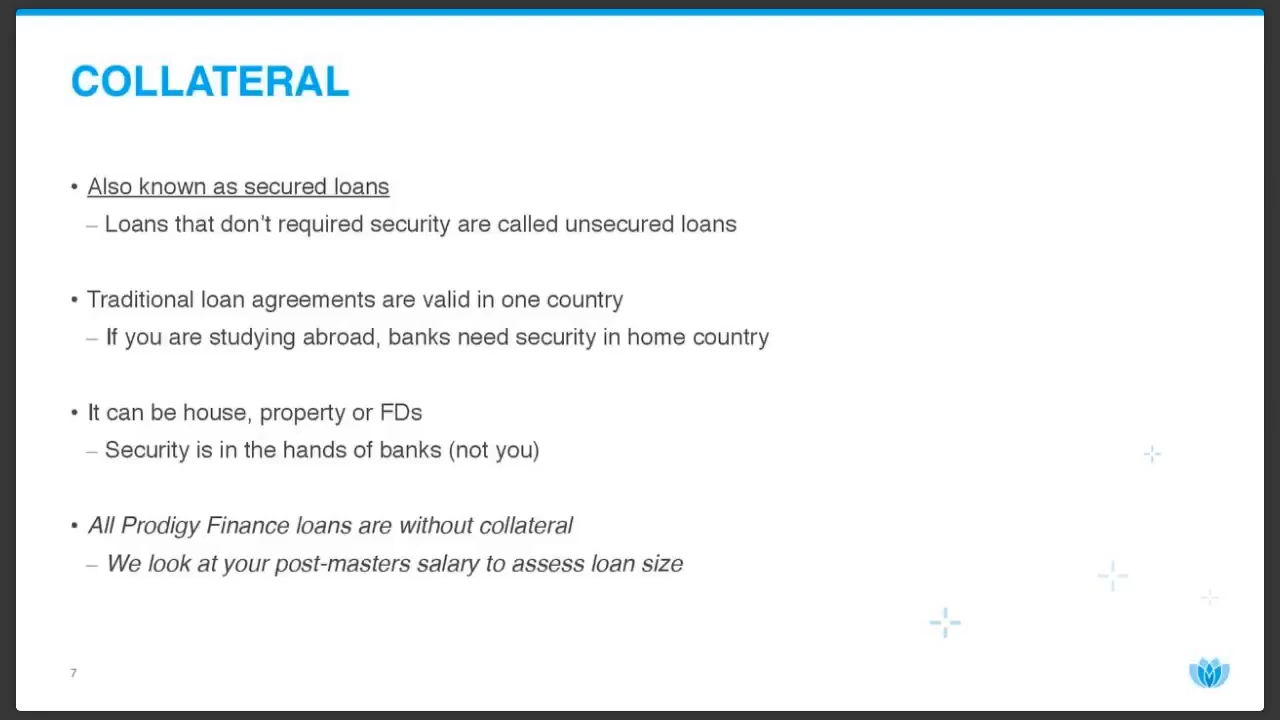 COLLATERAL
• Also known as secured loans
– Loans that don't required security are called unsecured loans
• Traditional loan agreements are valid in one country
– If you are studying abroad, banks need security in home country
• It can be house, property or FDs
– Security is in the hands of banks (not you)
• All Prodigy Finance loans are without collateral
– We look at your post-masters salary to assess loan size
7